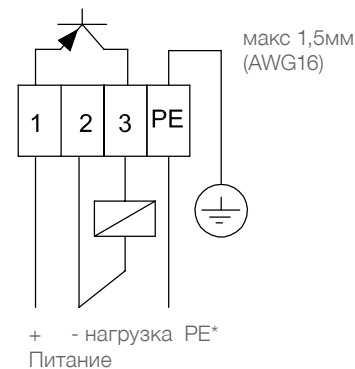 макс 1,5мм
(AWG16)
1 2 3 PE
+ - нагрузка PE*
Питание